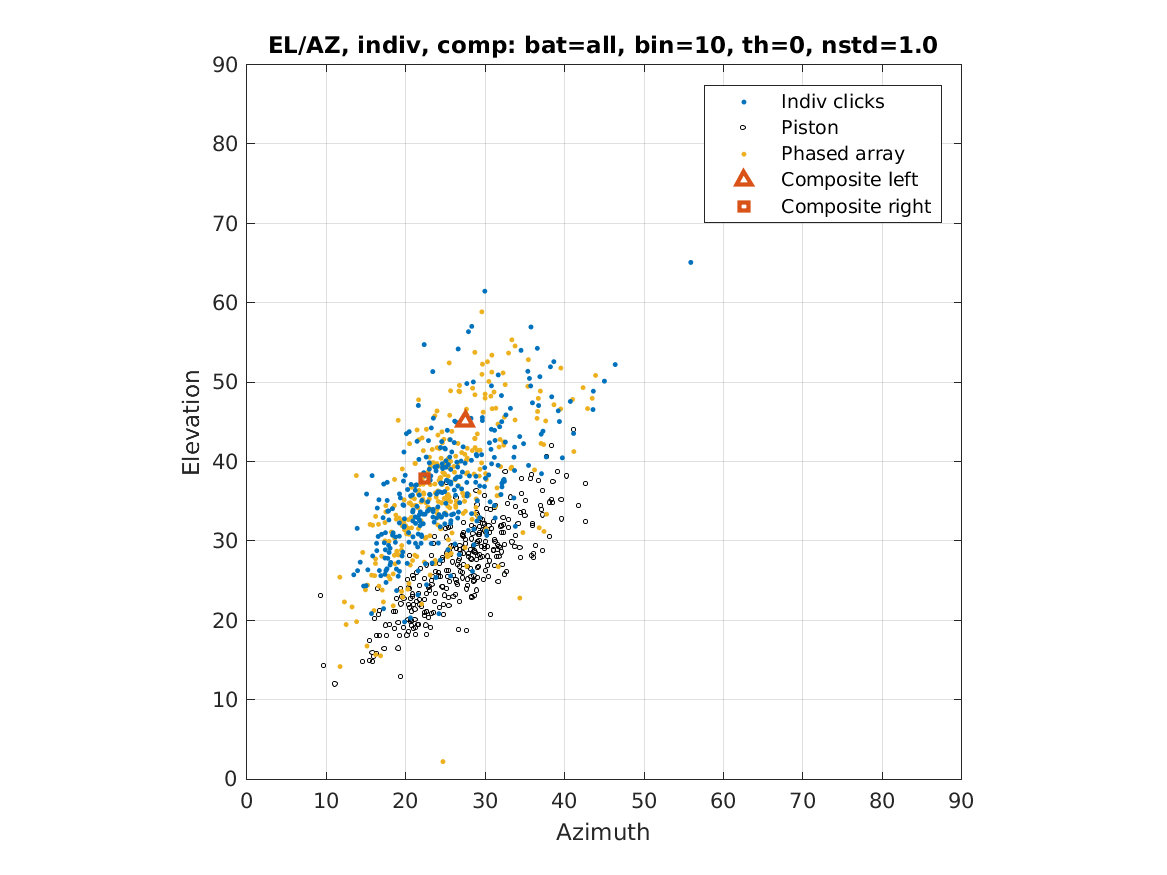 EL/AZ, indiv, comp: bat=all, bin=10, th=0, nstd=1.0
90
80
70
60
50
40
30
20
10
0
Elevation
Indiv clicks
Piston
Phased array
Composite left
Composite right
0 10 20 30 40 50 60 70 80 90
Azimuth